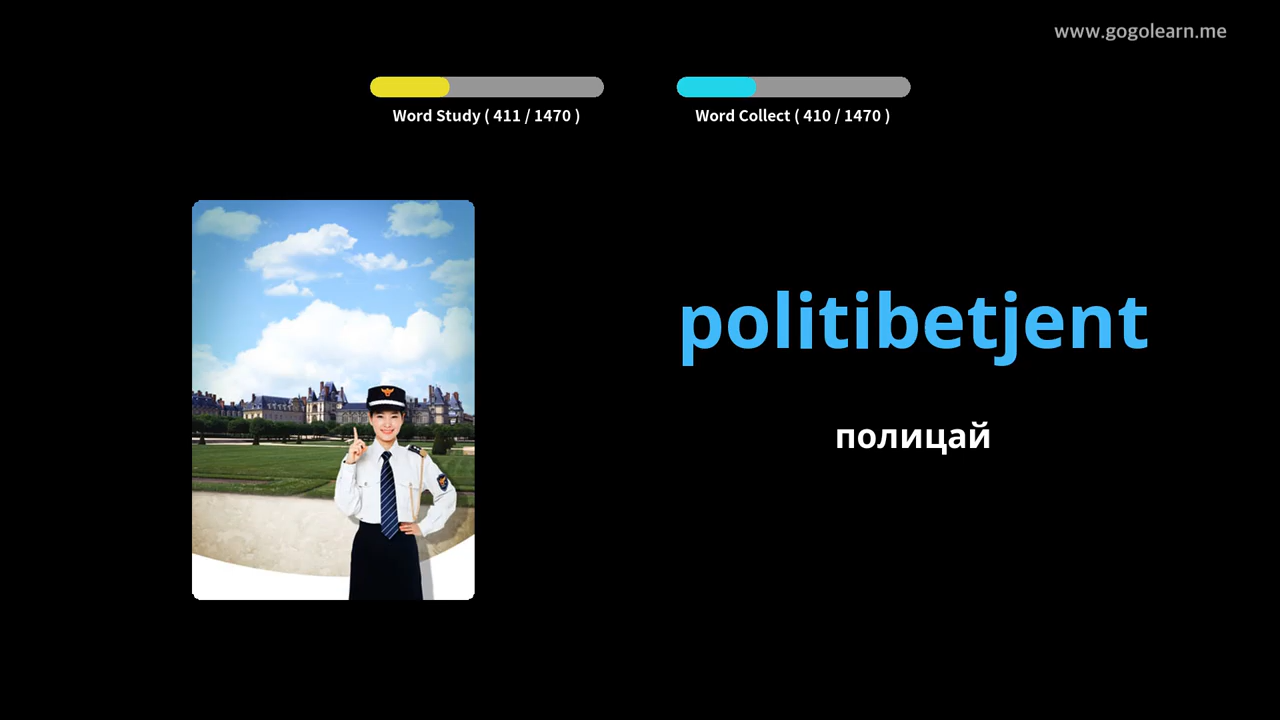 www.gogolearn.me
Word Study ( 411 / 1470 )
Word Collect ( 410 / 1470 )
politibetjent
полицай